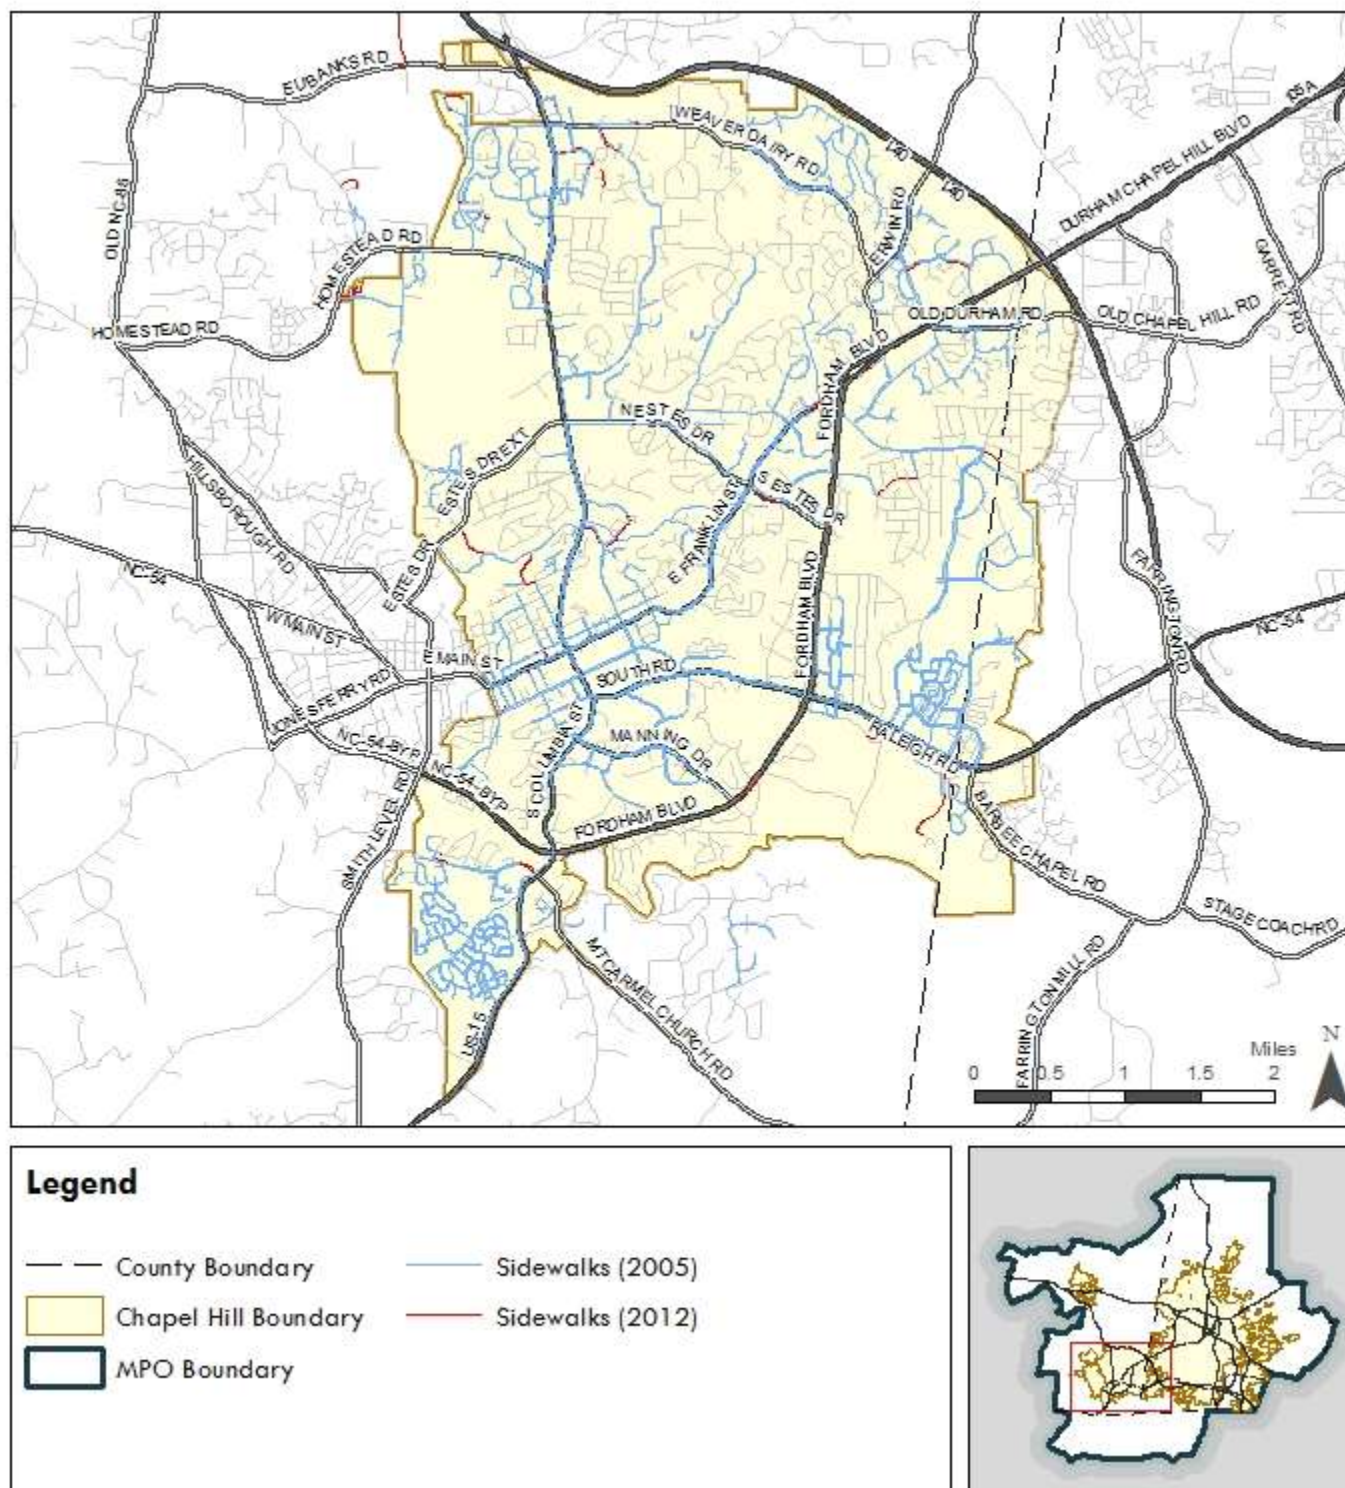 EUBANKS RD
WEAVER DAIRY RD
I-40
I-40
DURHAM CHAPEL HILL BLVD
OLD NC 86
HOMESTEAD RD
ERWIN RD
GARRETT RD
HOMESTEAD RD
OLD DURHAM RD
OLD CHAPEL HILL RD
FORDHAM BLVD
N ESTES DR
ESTES DR EXT
HILLSBOROUGH RD
S ESTES DR
E FRANKLIN ST
NC-54
ESTES DR
FORDHAM BLVD
FARRINGTON RD
NC-54
W MAIN ST
E MAIN ST
SOUTH RD
JONES FERRY RD
NC-54-BYP
MANNING DR
RALEIGH RD
NC-54-BYP
S COLUMBIA ST
FORDHAM BLVD
SMITH LEVEL RD
BARBEE CHAPEL RD
STAGECOACH RD
MT CARMEL CHURCH RD
US-15
FARRINGTON MILL RD
N
Miles
0 0.5 1 1.5 2
Legend
County Boundary
Sidewalks (2005)
Chapel Hill Boundary
Sidewalks (2012)
MPO Boundary